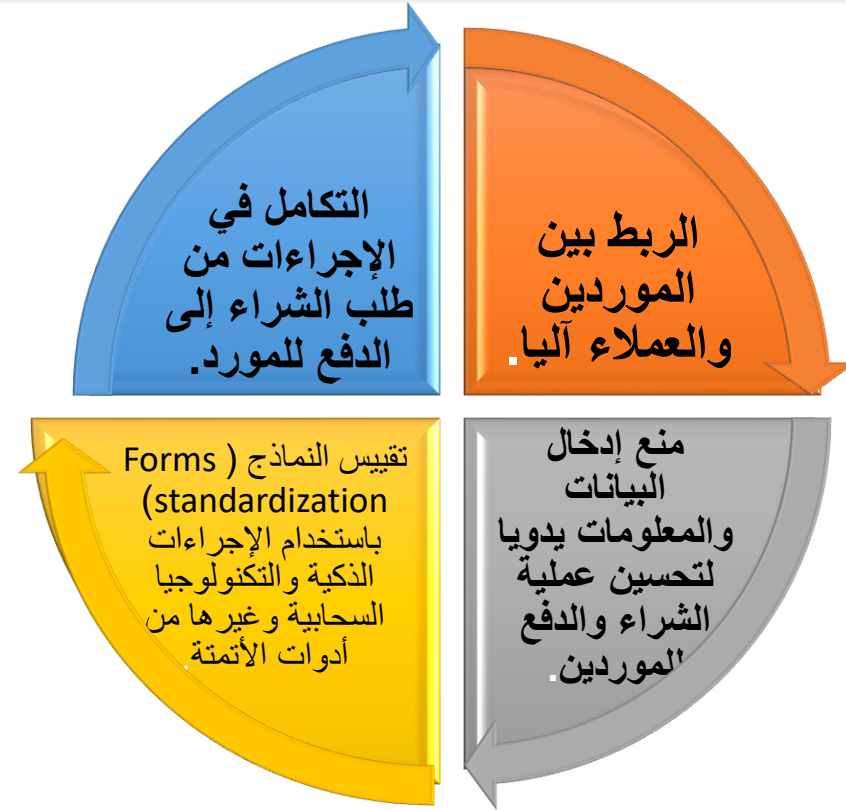 التكامل في
الإجراءات من
طلب الشراء إلى
الدفع للمورد.
الربط بين
الموردين
والعملاء آليا.
منع إدخال
البيانات
والمعلومات يدويا
لتحسين عملية
الشراء والدفع
للموردين.
تقييس النماذج ( Forms
standardization)
باستخدام الإجراءات
الذكية والتكنولوجيا
السحابية وغيرها من
أدوات الأتمتة.